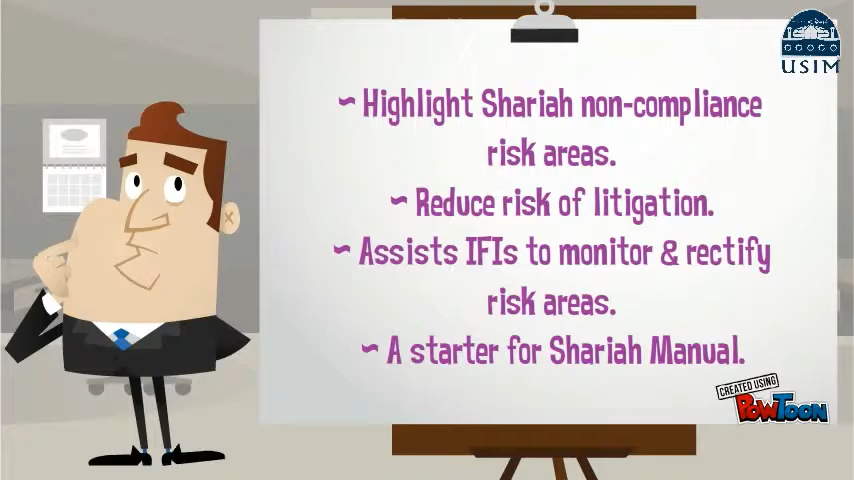 USIM
~ Highlight Shariah non-compliance
risk areas.
~ Reduce risk of litigation.
~ Assists IFIs to monitor & rectify
risk areas.
~ A starter for Shariah Manual.
CREATED USING
POWTOON